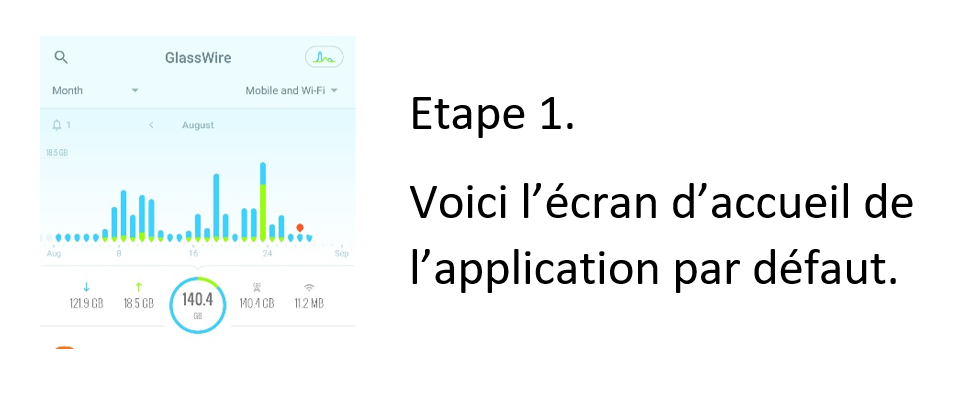 GlassWire
Month Mobile and Wi-Fi
1 < August
18.5 GB
Aug 8 16 24 Sep
121.9 GB 18.5 GB 140.4 GB 140.4 GB 11.2 MB
Etape 1.
Voici l’écran d’accueil de
l’application par défaut.